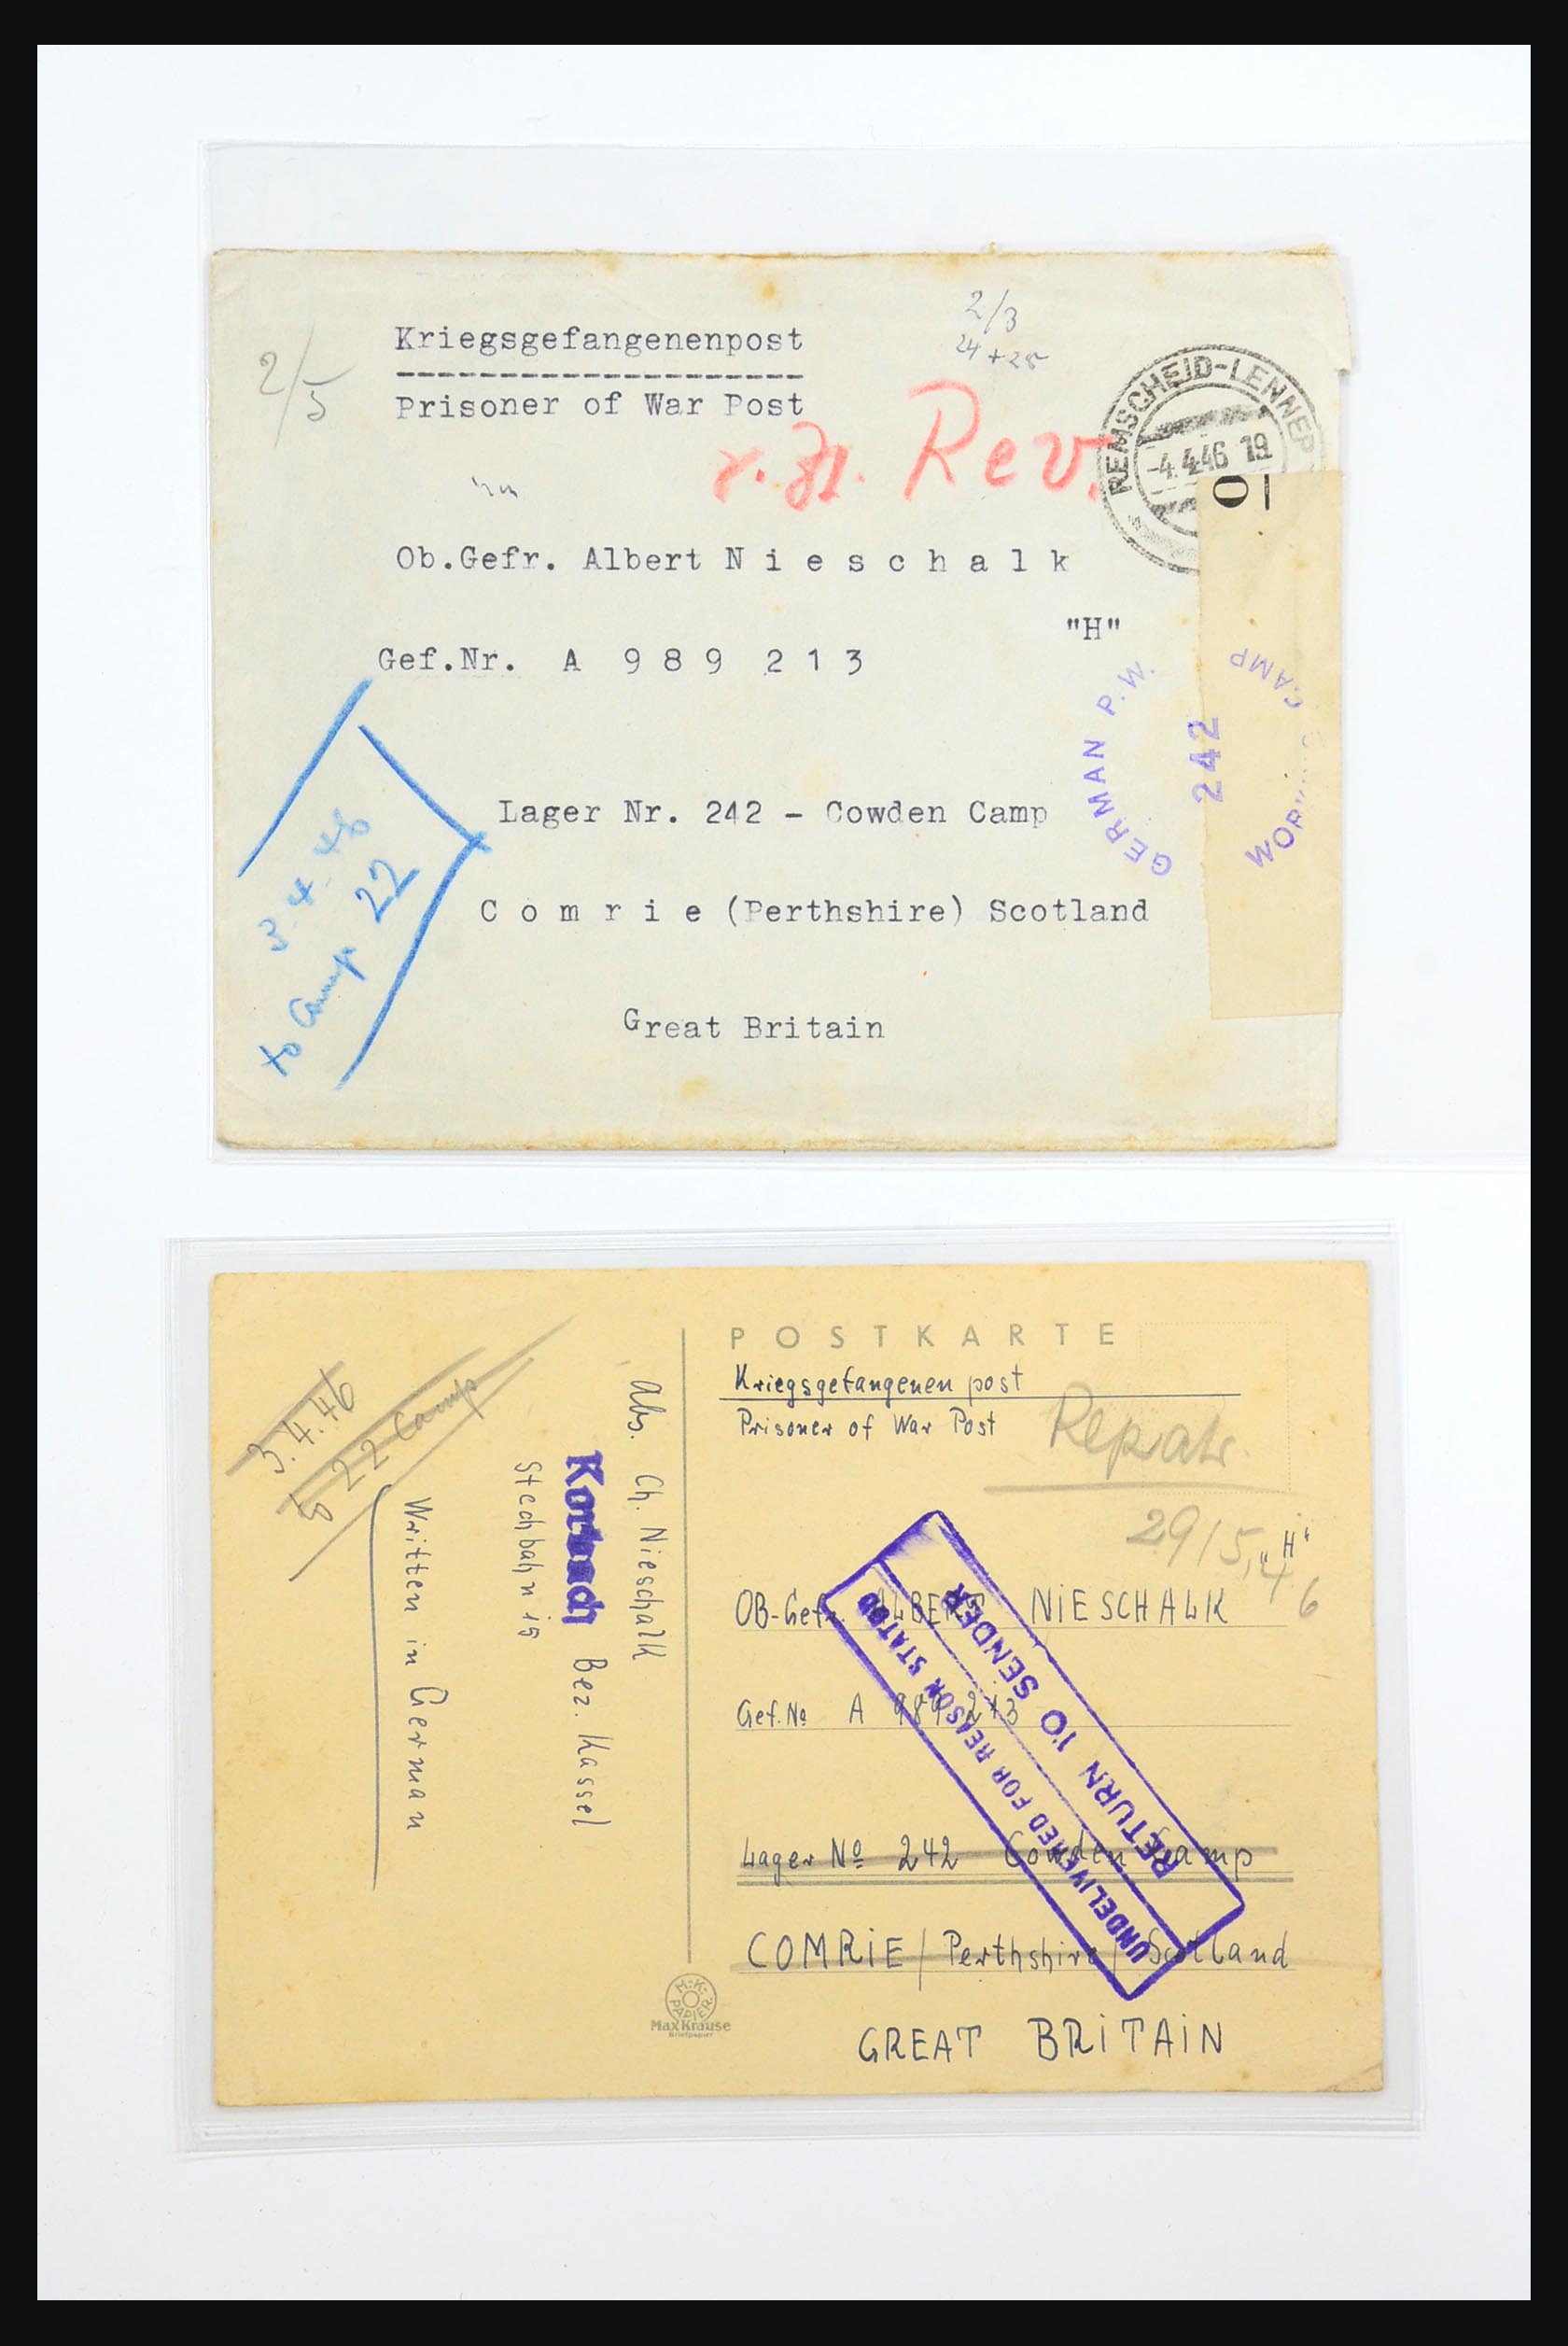 Kriegsgefangenenpost
Prisoner of War Post
2/3
24 + 25
2/5
Rev.
REMSCHEID-LENNEP
-4.4.46 19
Ob.Gefr. Albert N i e s c h a l k
"H"
Gef.Nr. A 9 8 9 2 1 3
GERMAN P.W.
242
CAMP
Lager Nr. 242 - Cowden Camp
C o m r i e (Perthshire) Scotland
Great Britain
3.4.46
to Camp 22
POSTKARTE
Kriegsgefangenen post
Prisoner of War Post
Repatr.
29/5.46
"H"
OB-Gefr. ALBERT NIESCHALK
Gef. No A 989 213
Lager No 242 Cowden Camp
COMRIE / Perthshire / Scotland
GREAT BRITAIN
UNDELIVERED FOR REASON STATED
RETURN TO SENDER
Abs. Ch. Nieschalk
Korbach Bez. Kassel
Stechbahn 15
Written in German
3.4.46
22 Camp
M.K. PAPIER
Max Krause
Briefpapier